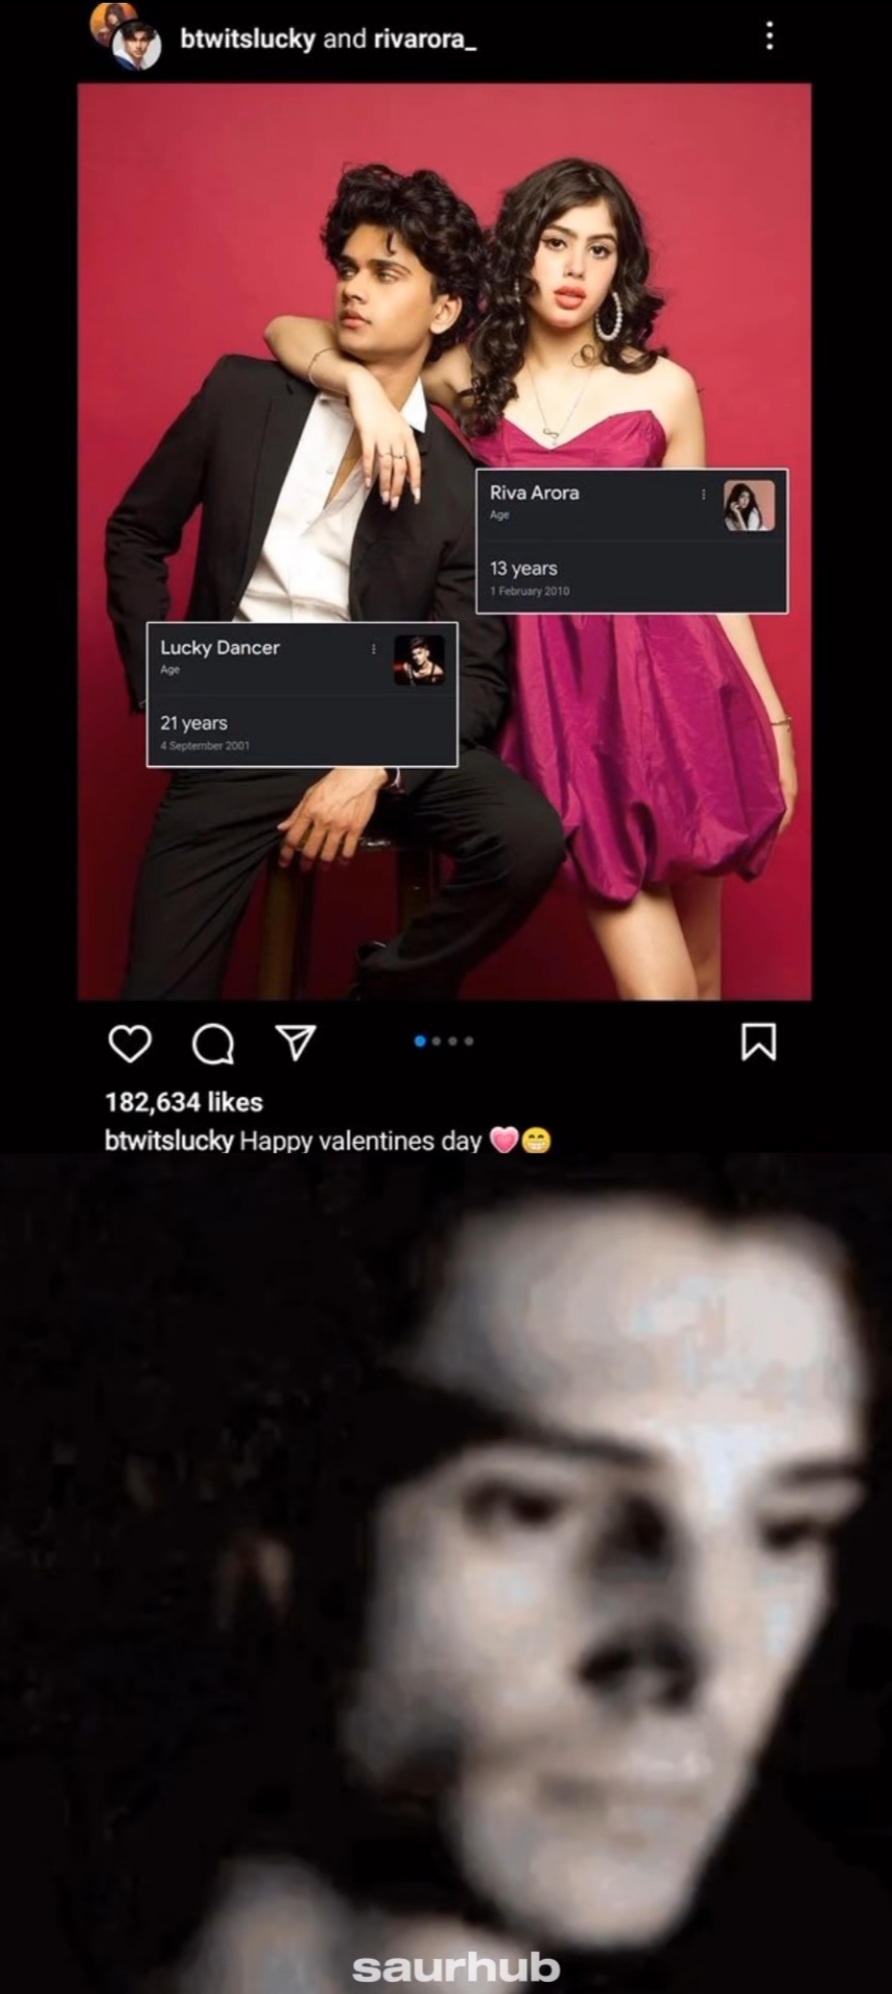 btwitslucky and rivarora_
Riva Arora
Age
13 years
1 February 2010
Lucky Dancer
Age
21 years
4 September 2001
182,634 likes
btwitslucky Happy valentines day 💗😁
saurhub